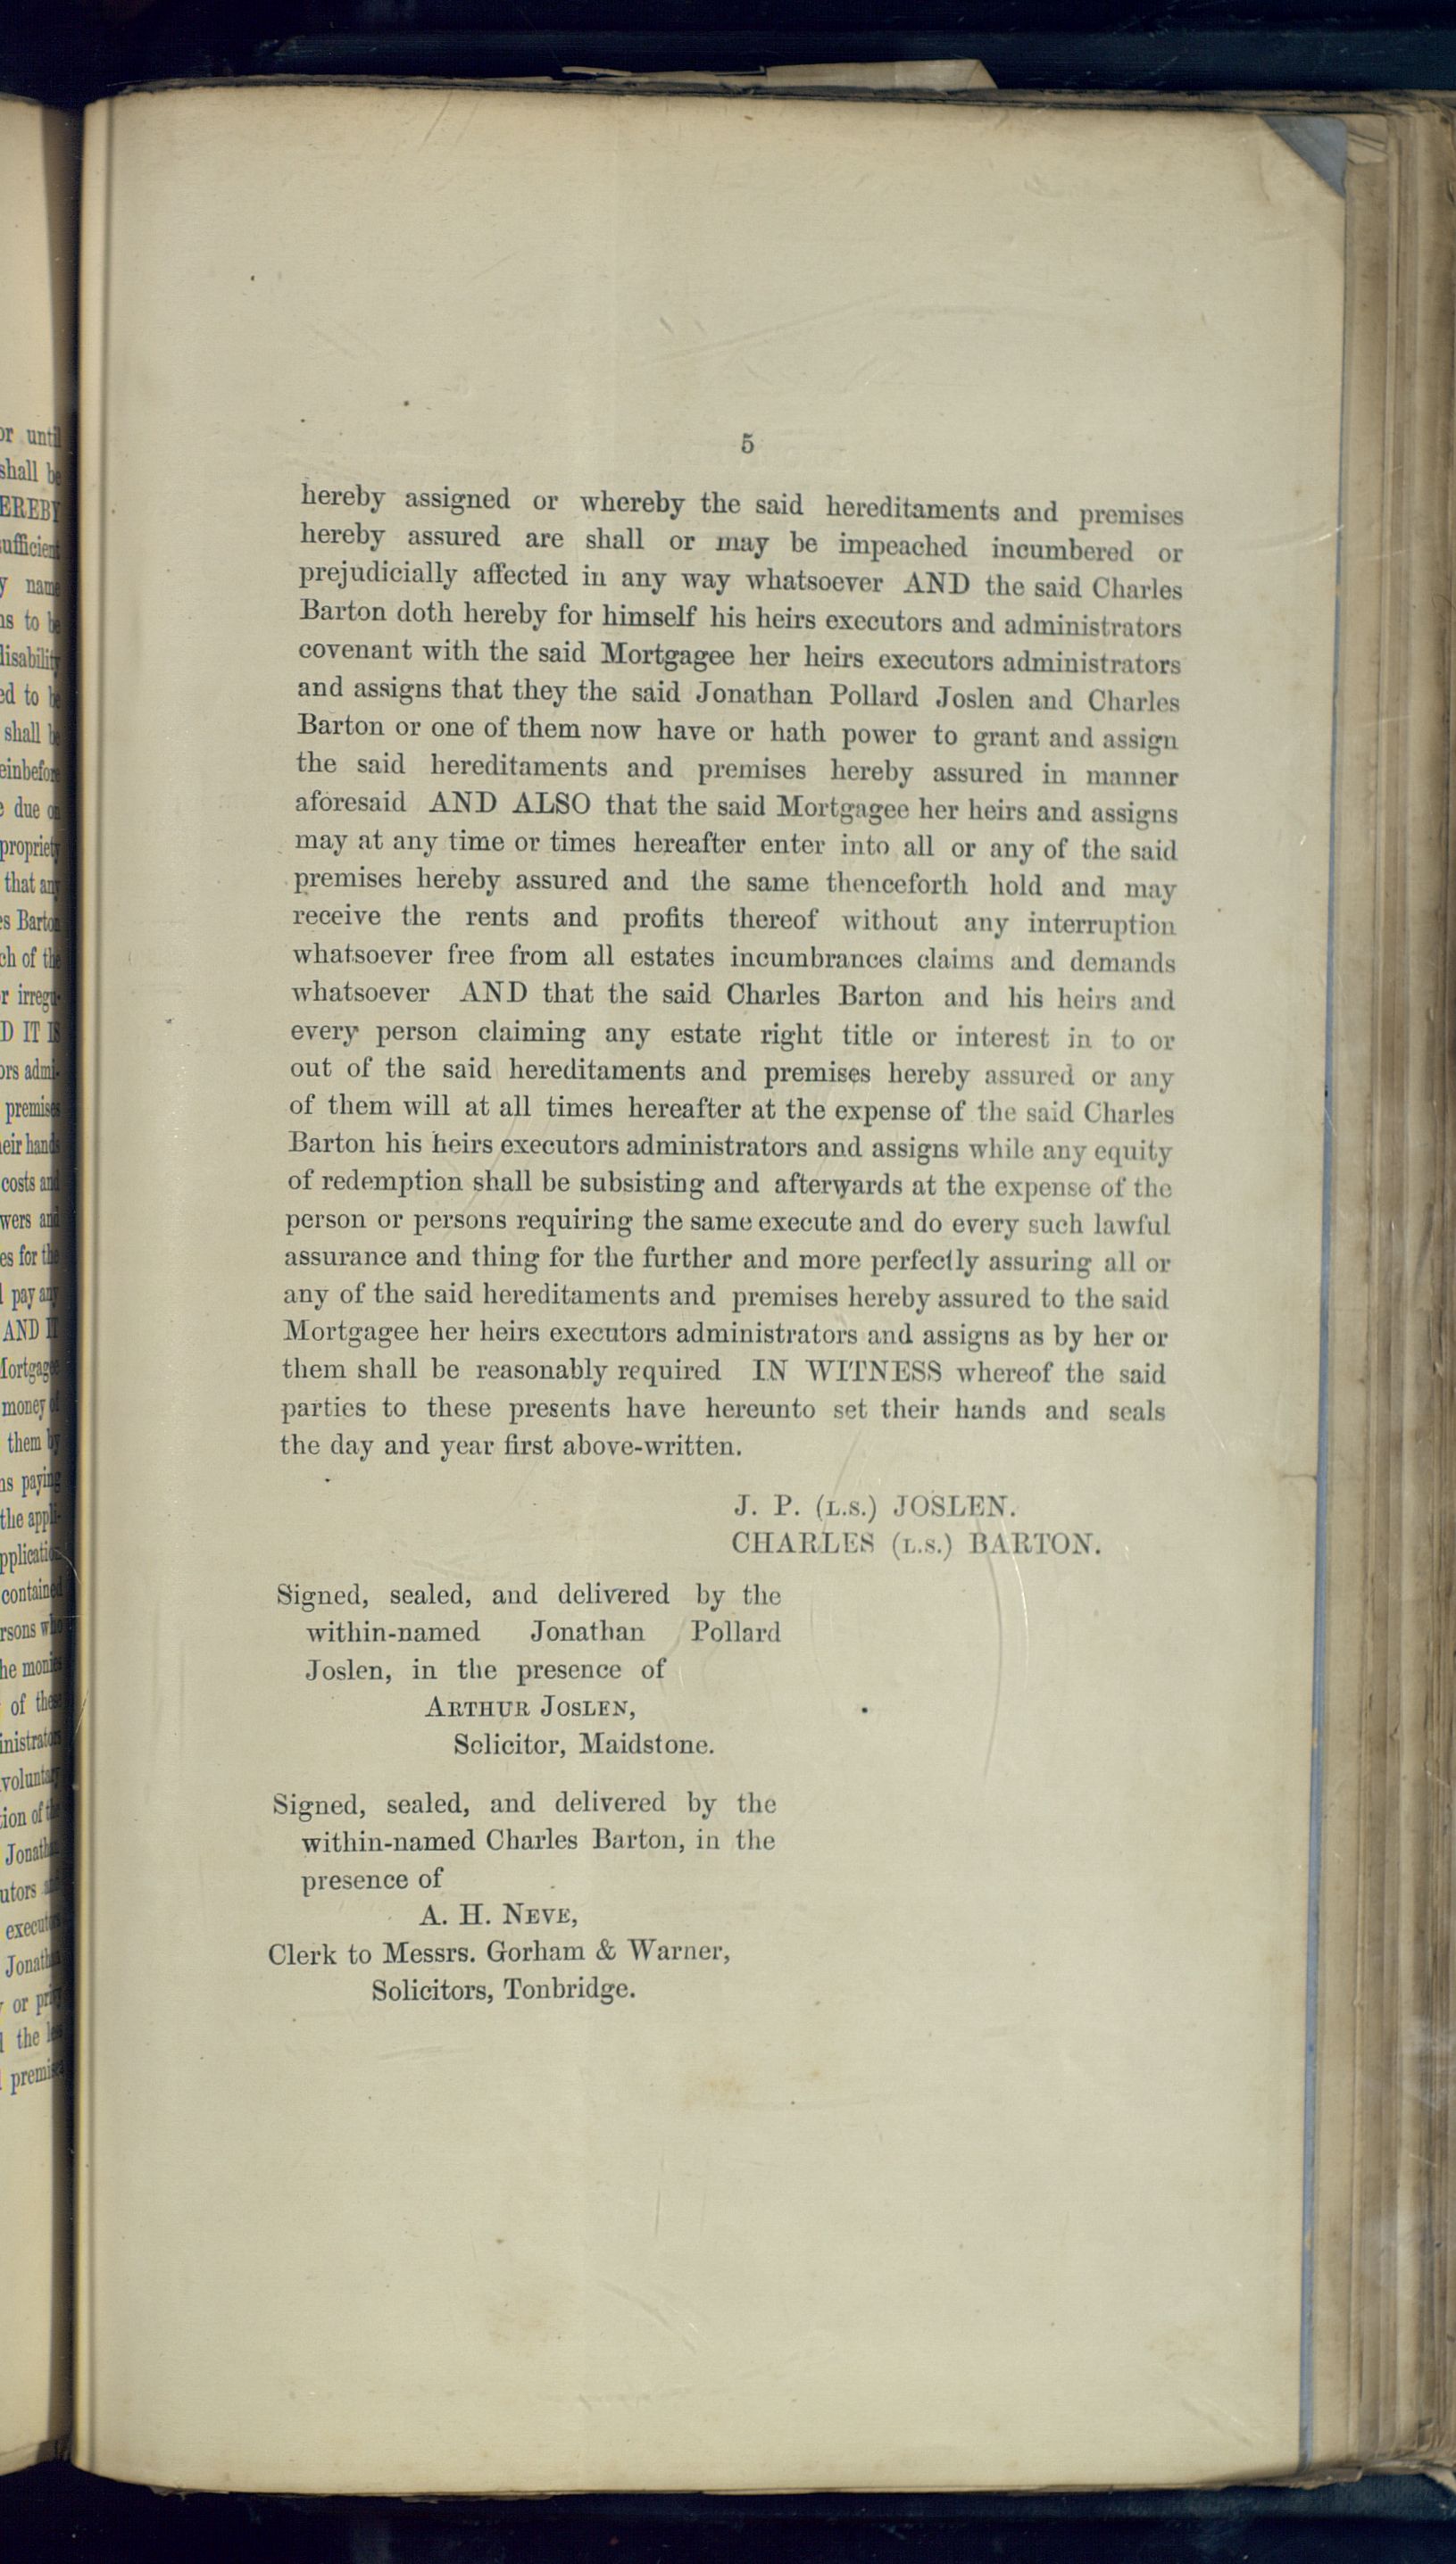 5
hereby assigned or whereby the said hereditaments and premises
hereby assured are shall or may be impeached incumbered or
prejudicially affected in any way whatsoever AND the said Charles
Barton doth hereby for himself his heirs executors and administrators
covenant with the said Mortgagee her heirs executors administrators
and assigns that they the said Jonathan Pollard Joslen and Charles
Barton or one of them now have or hath power to grant and assign
the said hereditaments and premises hereby assured in manner
aforesaid AND ALSO that the said Mortgagee her heirs and assigns
may at any time or times hereafter enter into all or any of the said
premises hereby assured and the same thenceforth hold and may
receive the rents and profits thereof without any interruption
whatsoever free from all estates incumbrances claims and demands
whatsoever AND that the said Charles Barton and his heirs and
every person claiming any estate right title or interest in to or
out of the said hereditaments and premises hereby assured or any
of them will at all times hereafter at the expense of the said Charles
Barton his heirs executors administrators and assigns while any equity
of redemption shall be subsisting and afterwards at the expense of the
person or persons requiring the same execute and do every such lawful
assurance and thing for the further and more perfectly assuring all or
any of the said hereditaments and premises hereby assured to the said
Mortgagee her heirs executors administrators and assigns as by her or
them shall be reasonably required IN WITNESS whereof the said
parties to these presents have hereunto set their hands and seals
the day and year first above-written.
J. P. (L.S.) JOSLEN.
CHARLES (L.S.) BARTON.
Signed, sealed, and delivered by the
within-named Jonathan Pollard
Joslen, in the presence of
ARTHUR JOSLEN,
Solicitor, Maidstone.
Signed, sealed, and delivered by the
within-named Charles Barton, in the
presence of
A. H. NEVE,
Clerk to Messrs. Gorham & Warner,
Solicitors, Tonbridge.